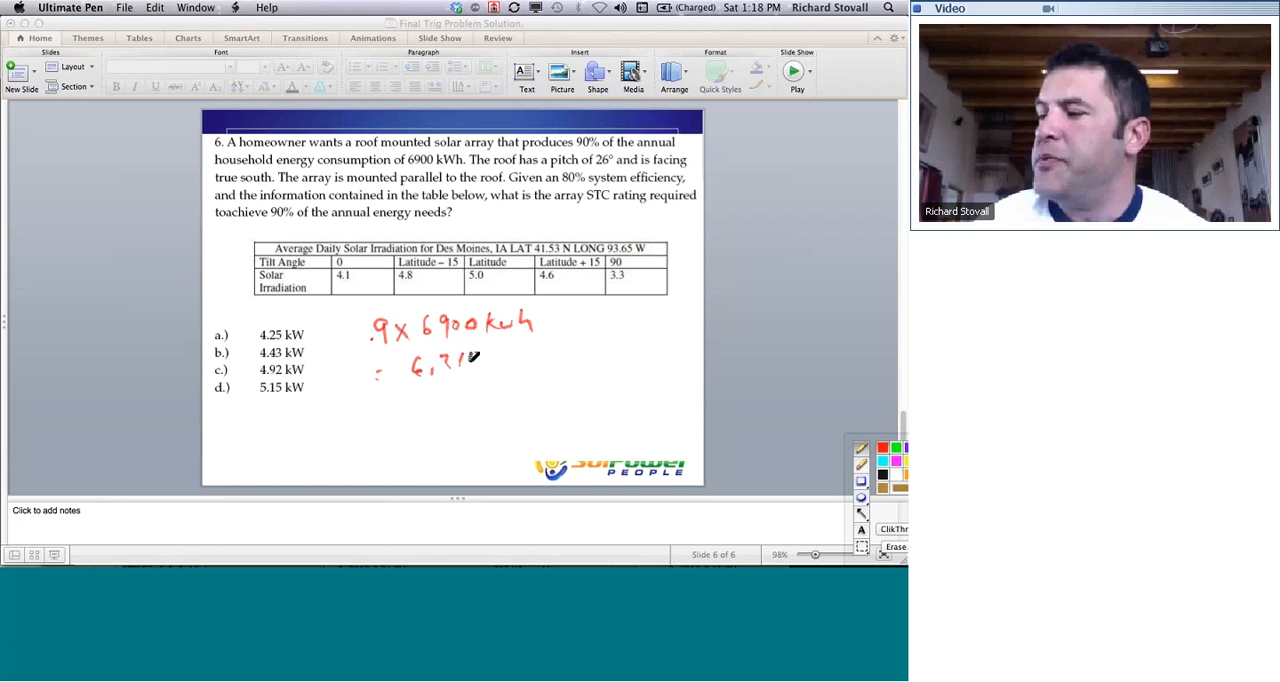 Ultimate Pen File Edit Window Help (Charged) Sat 1:18 PM Richard Stovall
Final Trig Problem Solution.
Home Themes Tables Charts SmartArt Transitions Animations Slide Show Review
Slides Font Paragraph Insert Format Slide Show
Layout
New Slide Section
B I U ABC
Text Picture Shape Media Arrange Quick Styles Play
6. A homeowner wants a roof mounted solar array that produces 90% of the annual
household energy consumption of 6900 kWh. The roof has a pitch of 26° and is facing
true south. The array is mounted parallel to the roof. Given an 80% system efficiency,
and the information contained in the table below, what is the array STC rating required
toachieve 90% of the annual energy needs?
Average Daily Solar Irradiation for Des Moines, IA LAT 41.53 N LONG 93.65 W
Tilt Angle 0 Latitude – 15 Latitude Latitude + 15 90
Solar Irradiation 4.1 4.8 5.0 4.6 3.3
a.) 4.25 kW
b.) 4.43 kW
c.) 4.92 kW
d.) 5.15 kW
.9 x 6900 kwh
= 6,21
SolPower
PEOPLE
Click to add notes
Slide 6 of 6 98%
A ClikThr
Erase
Video
Richard Stovall